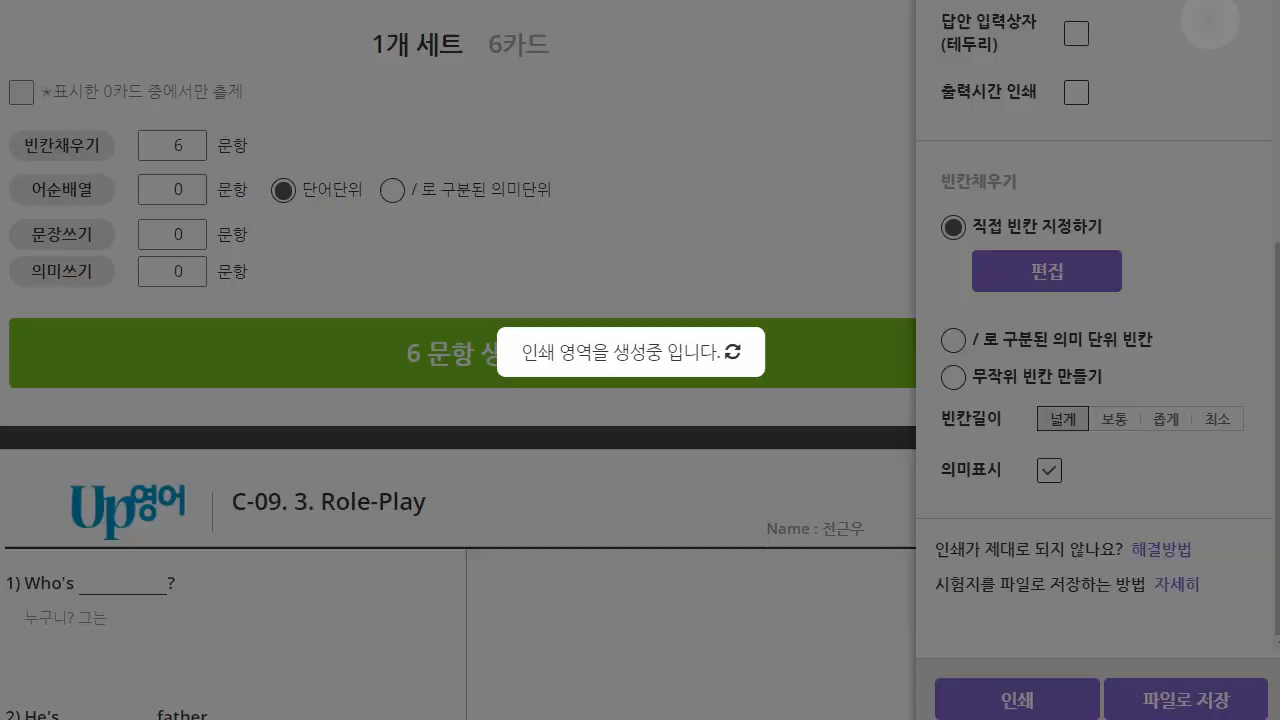 1개 세트 6카드
★표시한 0카드 중에서만 출제
빈칸채우기 6 문항
어순배열 0 문항 단어단위 / 로 구분된 의미단위
문장쓰기 0 문항
의미쓰기 0 문항
6 문항 생
인쇄 영역을 생성중 입니다.
Up영어 C-09. 3. Role-Play
Name : 전근우
1) Who's __________?
누구니? 그는
2) He's __________ father
답안 입력상자
(테두리)
출력시간 인쇄
빈칸채우기
직접 빈칸 지정하기
편집
/ 로 구분된 의미 단위 빈칸
무작위 빈칸 만들기
빈칸길이 넓게 보통 좁게 최소
의미표시
인쇄가 제대로 되지 않나요? 해결방법
시험지를 파일로 저장하는 방법 자세히
인쇄 파일로 저장